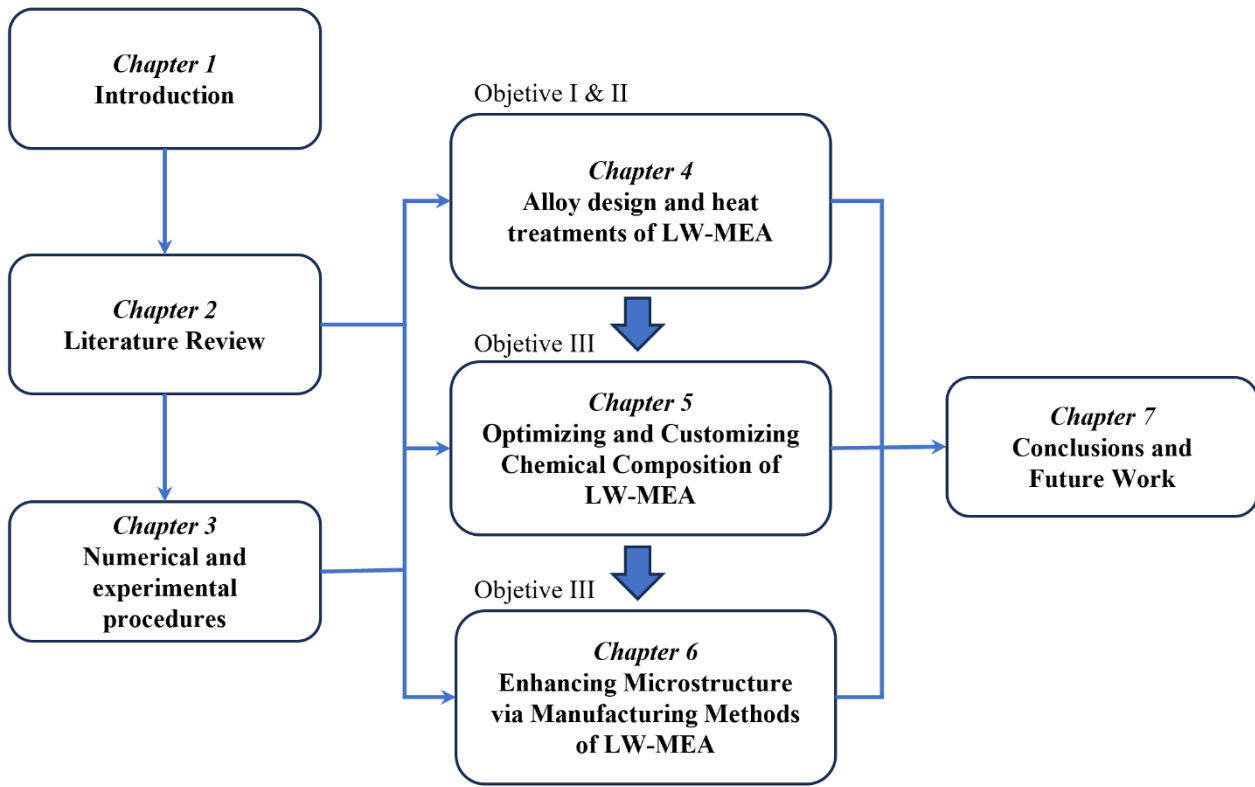 Chapter 1
Introduction
Chapter 2
Literature Review
Chapter 3
Numerical and
experimental
procedures
Objetive I & II
Chapter 4
Alloy design and heat
treatments of LW-MEA
Objetive III
Chapter 5
Optimizing and Customizing
Chemical Composition of
LW-MEA
Objetive III
Chapter 6
Enhancing Microstructure
via Manufacturing Methods
of LW-MEA
Chapter 7
Conclusions and
Future Work